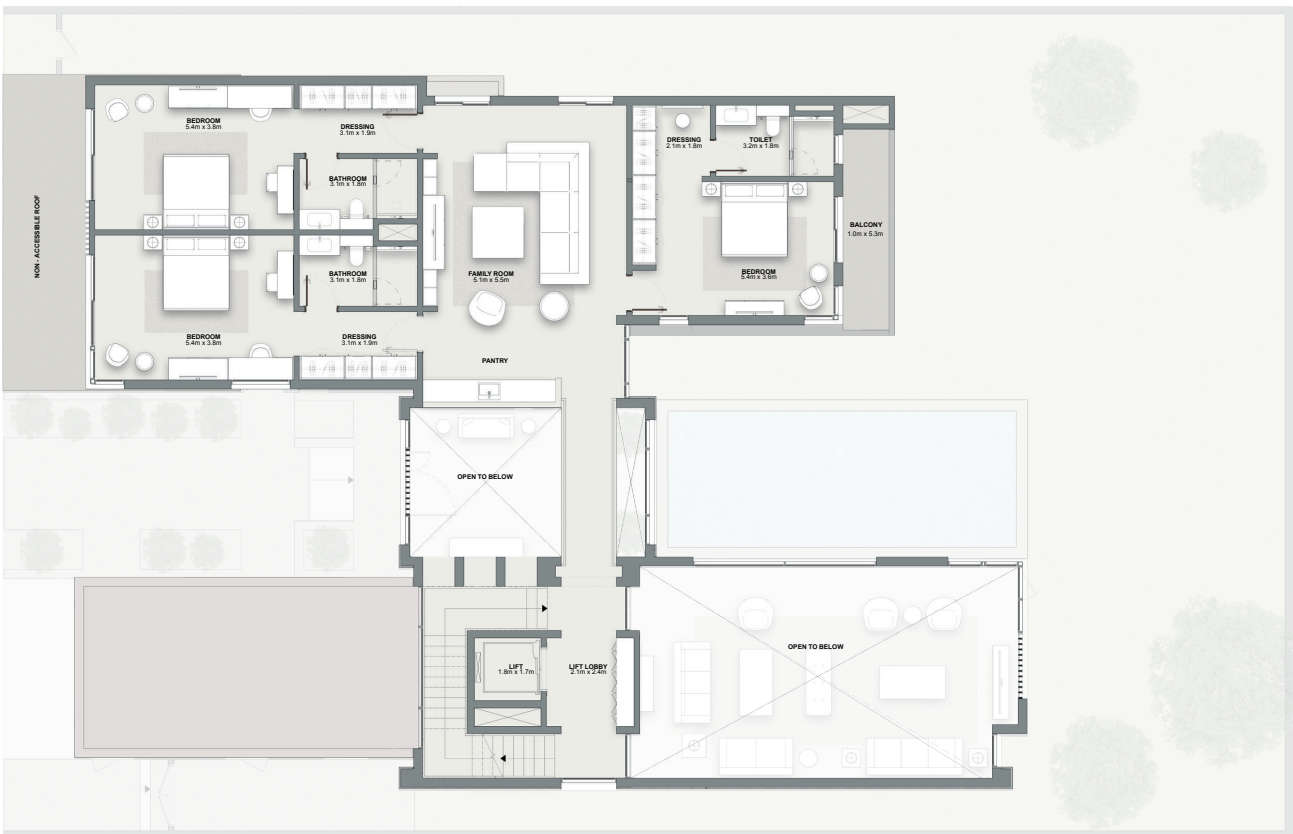 BEDROOM
5.4m x 3.8m
DRESSING
3.1m x 1.9m
BATHROOM
3.1m x 1.8m
DRESSING
2.1m x 1.8m
TOILET
3.2m x 1.8m
BALCONY
1.0m x 5.3m
BEDROOM
5.4m x 3.6m
NON - ACCESSIBLE ROOF
FAMILY ROOM
5.1m x 5.5m
BATHROOM
3.1m x 1.8m
BEDROOM
5.4m x 3.8m
DRESSING
3.1m x 1.9m
PANTRY
OPEN TO BELOW
OPEN TO BELOW
LIFT
1.8m x 1.7m
LIFT LOBBY
2.1m x 2.4m